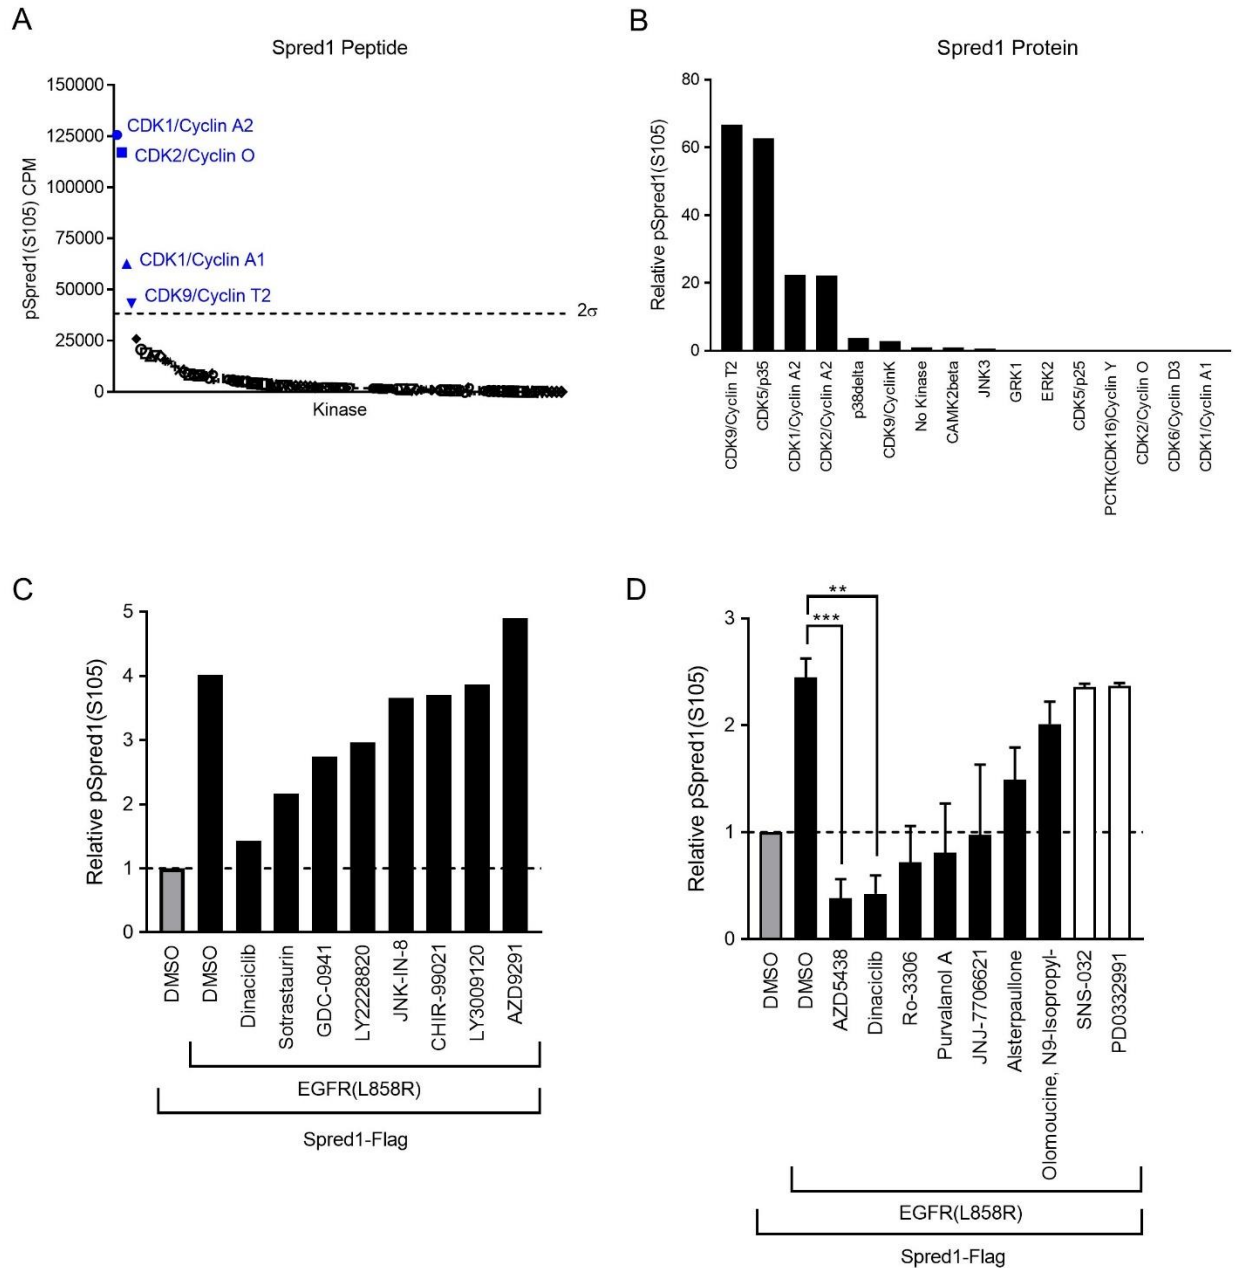 A
Spred1 Peptide
pSpred1(S105) CPM
150000
125000
100000
75000
50000
25000
0
CDK1/Cyclin A2
CDK2/Cyclin O
CDK1/Cyclin A1
CDK9/Cyclin T2
2σ
Kinase
B
Spred1 Protein
Relative pSpred1(S105)
80
60
40
20
0
CDK9/Cyclin T2
CDK5/p35
CDK1/Cyclin A2
CDK2/Cyclin A2
p38delta
CDK9/CyclinK
No Kinase
CAMK2beta
JNK3
GRK1
ERK2
CDK5/p25
PCTK(CDK16)Cyclin Y
CDK2/Cyclin O
CDK6/Cyclin D3
CDK1/Cyclin A1
C
Relative pSpred1(S105)
5
4
3
2
1
0
DMSO
DMSO
Dinaciclib
Sotrastaurin
GDC-0941
LY2228820
JNK-IN-8
CHIR-99021
LY3009120
AZD9291
EGFR(L858R)
Spred1-Flag
D
Relative pSpred1(S105)
3
2
1
0
**
***
DMSO
DMSO
AZD5438
Dinaciclib
Ro-3306
Purvalanol A
JNJ-7706621
Alsterpaullone
Olomoucine, N9-Isopropyl-
SNS-032
PD0332991
EGFR(L858R)
Spred1-Flag